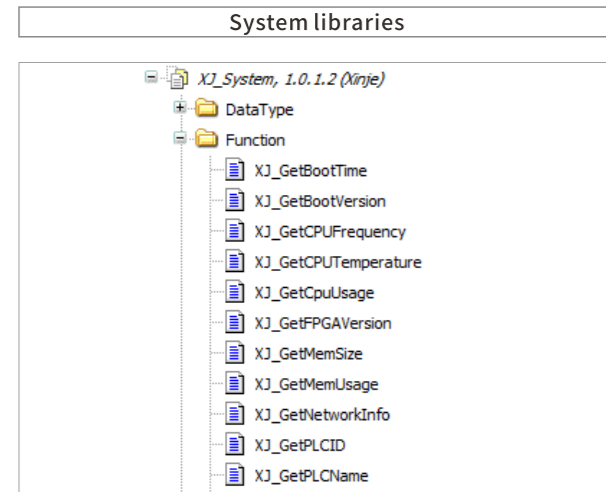 System libraries
XJ_System, 1.0.1.2 (Xinje)
DataType
Function
XJ_GetBootTime
XJ_GetBootVersion
XJ_GetCPUFrequency
XJ_GetCPUTemperature
XJ_GetCpuUsage
XJ_GetFPGAVersion
XJ_GetMemSize
XJ_GetMemUsage
XJ_GetNetworkInfo
XJ_GetPLCID
XJ_GetPLCName